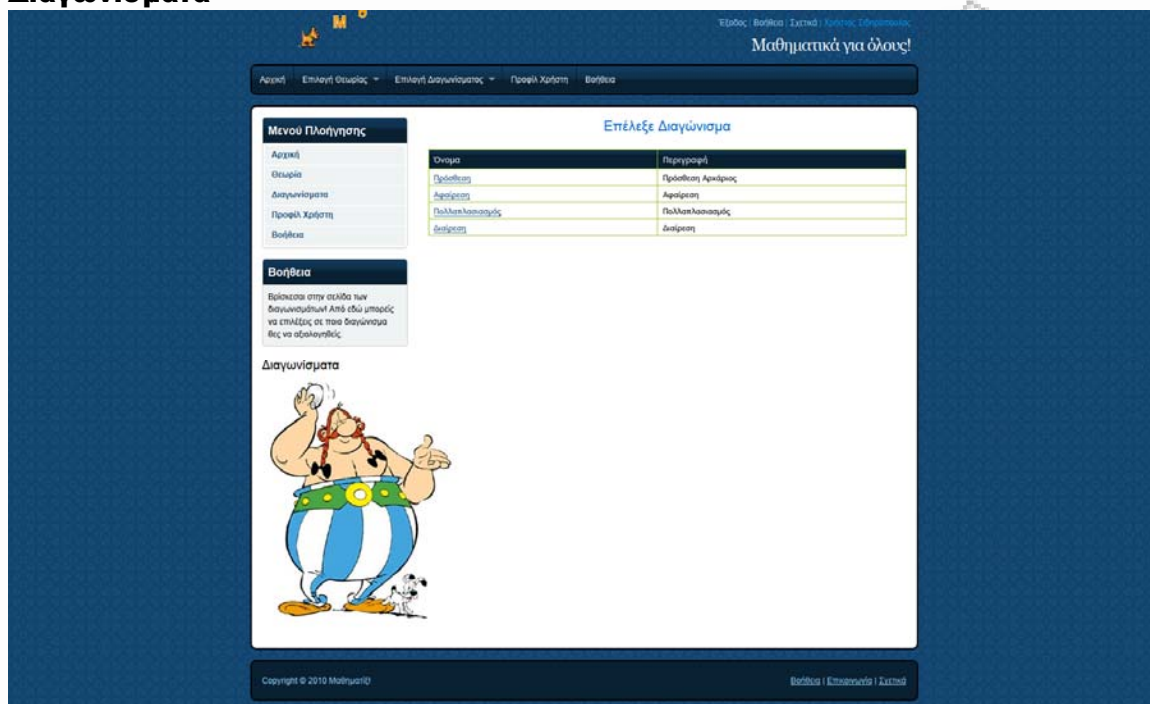 Διαγωνίσματα
M
Έξοδος | Βοήθεια | Σχετικά |
Μαθηματικά για όλους!
Αρχική Επιλογή Θεωρίας Επιλογή Διαγωνίσματος Προφίλ Χρήστη Βοήθεια
Μενού Πλοήγησης
Αρχική
Θεωρία
Διαγωνίσματα
Προφίλ Χρήστη
Βοήθεια
Βοήθεια
Βρίσκεσαι στην σελίδα των
διαγωνισμάτων! Από εδώ μπορείς
να επιλέξεις σε ποιο διαγώνισμα
θες να αξιολογηθείς.
Διαγωνίσματα
Επέλεξε Διαγώνισμα
Όνομα Περιγραφή
Πρόσθεση Πρόσθεση Αρχάριος
Αφαίρεση Αφαίρεση
Πολλαπλασιασμός Πολλαπλασιασμός
Διαίρεση Διαίρεση
Copyright © 2010 ΜαθηματίΩ
Βοήθεια | Επικοινωνία | Σχετικά